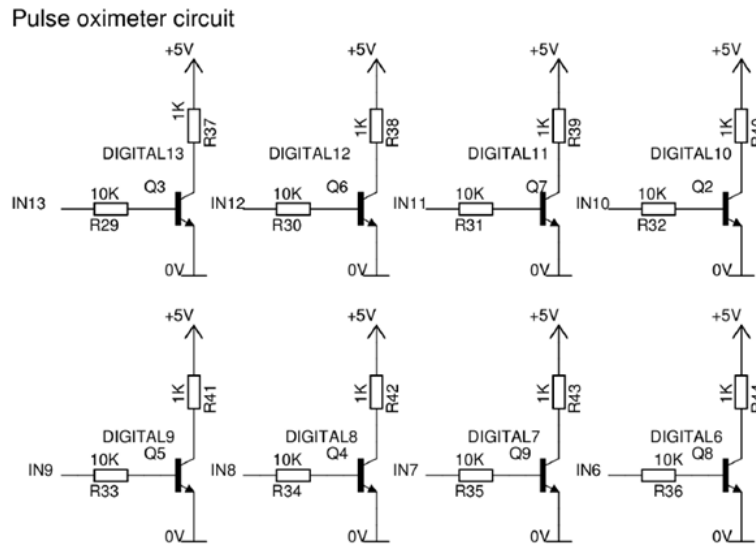 Pulse oximeter circuit
+5V +5V +5V +5V
1K R37 1K R38 1K R39 1K
DIGITAL13 DIGITAL12 DIGITAL11 DIGITAL10
IN13 10K Q3 IN12 10K Q6 IN11 10K Q7 IN10 10K Q2
R29 R30 R31 R32
0V 0V 0V 0V
+5V +5V +5V +5V
1K R41 1K R42 1K R43 1K
DIGITAL9 DIGITAL8 DIGITAL7 DIGITAL6
IN9 10K Q5 IN8 10K Q4 IN7 10K Q9 IN6 10K Q8
R33 R34 R35 R36
0V 0V 0V 0V